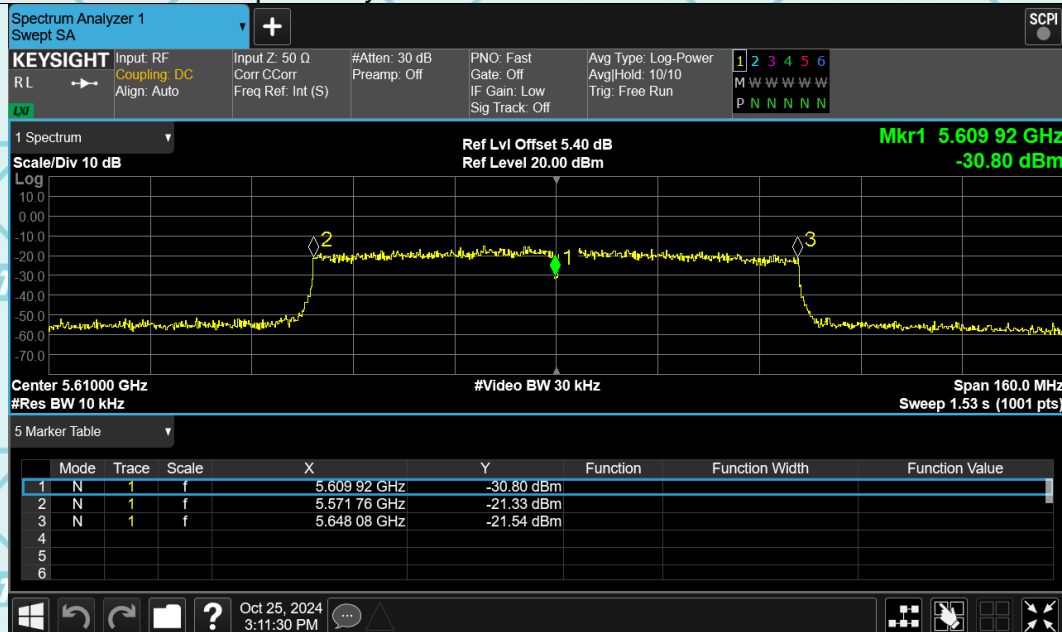 Spectrum Analyzer 1
Swept SA
+
SCPI
KEYSIGHT
RL
LXI
Input: RF
Coupling: DC
Align: Auto
Input Z: 50 Ω
Corr CCorr
Freq Ref: Int (S)
#Atten: 30 dB
Preamp: Off
PNO: Fast
Gate: Off
IF Gain: Low
Sig Track: Off
Avg Type: Log-Power
Avg|Hold: 10/10
Trig: Free Run
1 2 3 4 5 6
M W W W W W
P N N N N N
1 Spectrum
Scale/Div 10 dB
Ref Lvl Offset 5.40 dB
Ref Level 20.00 dBm
Mkr1 5.609 92 GHz
-30.80 dBm
Log
10.0
0.00
-10.0
-20.0
-30.0
-40.0
-50.0
-60.0
-70.0
2
1
3
Center 5.61000 GHz
#Res BW 10 kHz
#Video BW 30 kHz
Span 160.0 MHz
Sweep 1.53 s (1001 pts)
5 Marker Table
Mode Trace Scale X Y Function Function Width Function Value
1 N 1 f 5.609 92 GHz -30.80 dBm
2 N 1 f 5.571 76 GHz -21.33 dBm
3 N 1 f 5.648 08 GHz -21.54 dBm
4
5
6
?
Oct 25, 2024
3:11:30 PM